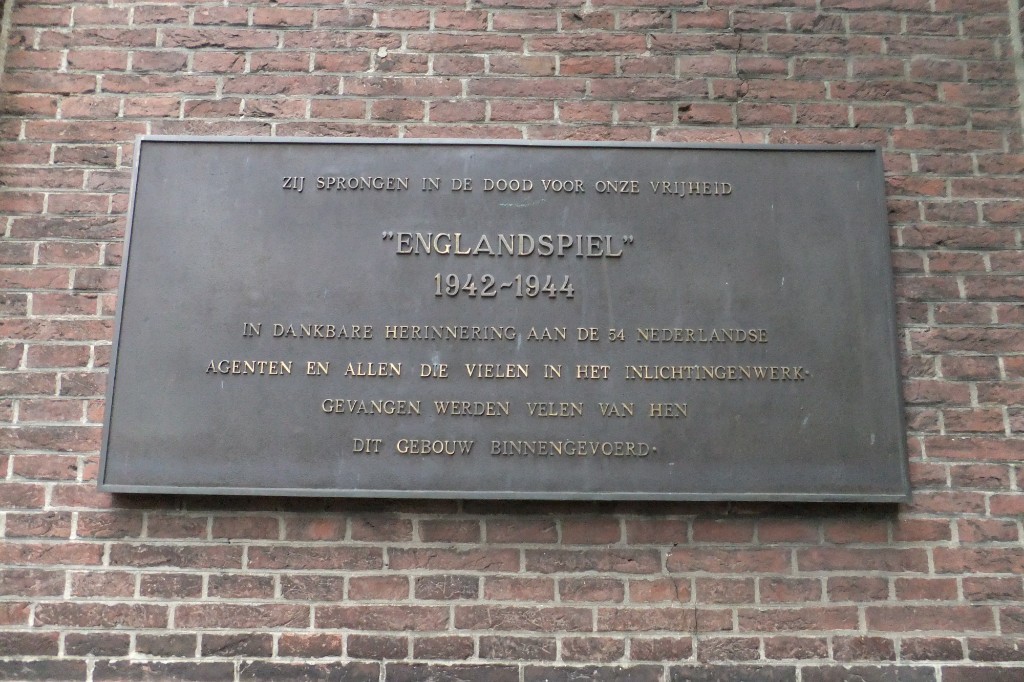 ZIJ SPRONGEN IN DE DOOD VOOR ONZE VRIJHEID
"ENGLANDSPIEL"
1942~1944
IN DANKBARE HERINNERING AAN DE 54 NEDERLANDSE
AGENTEN EN ALLEN DIE VIELEN IN HET INLICHTINGENWERK.
GEVANGEN WERDEN VELEN VAN HEN
DIT GEBOUW BINNENGEVOERD.